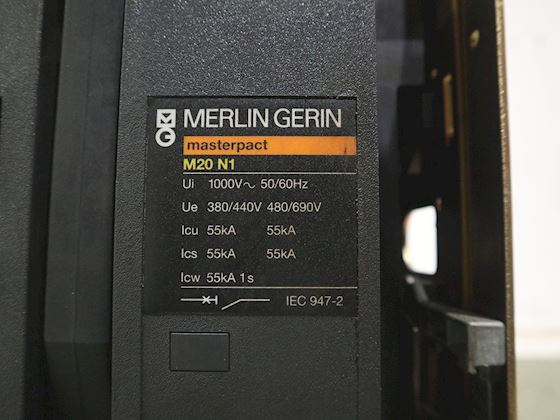 MG MERLIN GERIN
masterpact
M20 N1
Ui 1000V~ 50/60Hz
Ue 380/440V 480/690V
Icu 55kA 55kA
Ics 55kA 55kA
Icw 55kA 1s
IEC 947-2